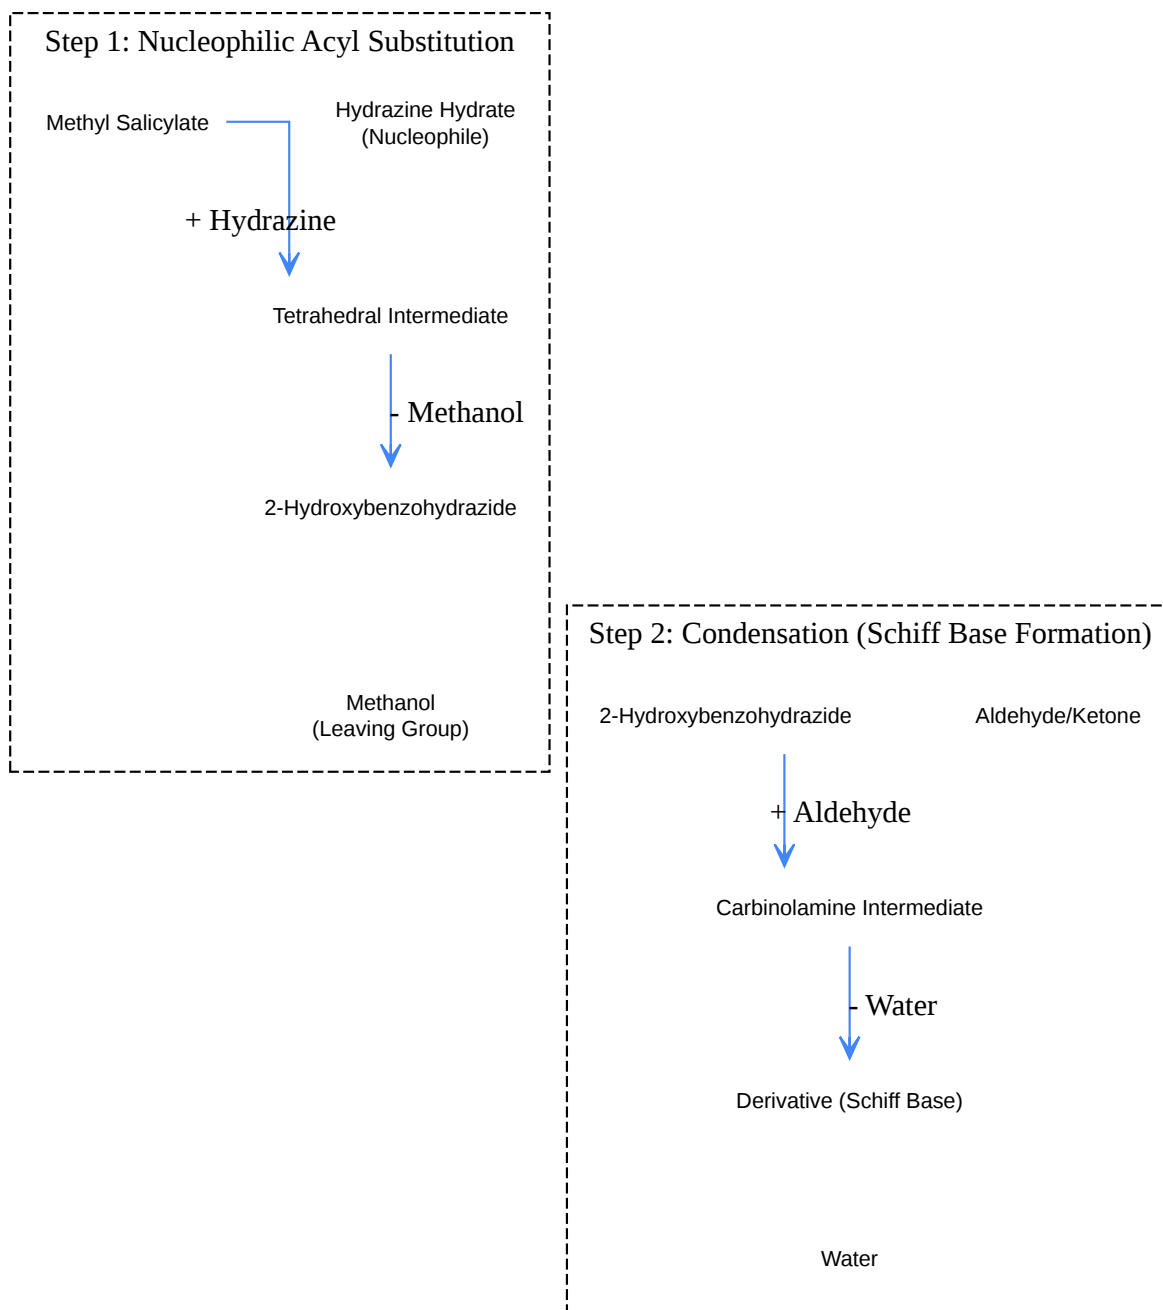 Step 1: Nucleophilic Acyl Substitution
Methyl Salicylate
Hydrazine Hydrate
(Nucleophile)
+ Hydrazine
Tetrahedral Intermediate
- Methanol
2-Hydroxybenzohydrazide
Methanol
(Leaving Group)
Step 2: Condensation (Schiff Base Formation)
2-Hydroxybenzohydrazide
Aldehyde/Ketone
+ Aldehyde
Carbinolamine Intermediate
- Water
Derivative (Schiff Base)
Water